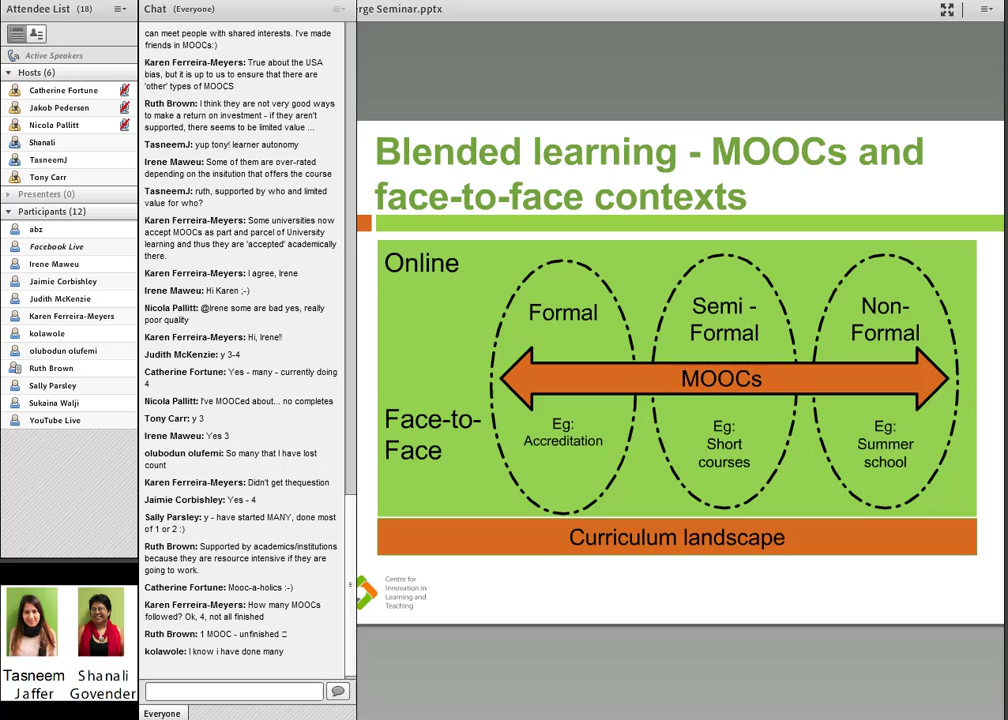 Attendee List (18)
Active Speakers
Hosts (6)
Catherine Fortune
Jakob Pedersen
Nicola Pallitt
Shanali
TasneemJ
Tony Carr
Presenters (0)
Participants (12)
abz
Facebook Live
Irene Maweu
Jaimie Corbishley
Judith McKenzie
Karen Ferreira-Meyers
kolawole
olubodun olufemi
Ruth Brown
Sally Parsley
Sukaina Walji
YouTube Live
Tasneem
Jaffer
Shanali
Govender
Chat (Everyone)
can meet people with shared interests. I've made
friends in MOOCs:)
Karen Ferreira-Meyers: True about the USA
bias, but it is up to us to ensure that there are
'other' types of MOOCS
Ruth Brown: I think they are not very good ways
to make a return on investment - if they aren't
supported, there seems to be limited value ...
TasneemJ: yup tony! learner autonomy
Irene Maweu: Some of them are over-rated
depending on the insitution that offers the course
TasneemJ: ruth, supported by who and limited
value for who?
Karen Ferreira-Meyers: Some universities now
accept MOOCs as part and parcel of University
learning and thus they are 'accepted' academically
there.
Karen Ferreira-Meyers: I agree, Irene
Irene Maweu: Hi Karen ;-)
Nicola Pallitt: @Irene some are bad yes, really
poor quality
Karen Ferreira-Meyers: Hi, Irene!!
Judith McKenzie: y 3-4
Catherine Fortune: Yes - many - currently doing
4
Nicola Pallitt: I've MOOCed about... no completes
Tony Carr: y 3
Irene Maweu: Yes 3
olubodun olufemi: So many that I have lost
count
Karen Ferreira-Meyers: Didn't get thequestion
Jaimie Corbishley: Yes - 4
Sally Parsley: y - have started MANY, done most
of 1 or 2 :)
Ruth Brown: Supported by academics/institutions
because they are resource intensive if they are
going to work.
Catherine Fortune: Mooc-a-holics :-)
Karen Ferreira-Meyers: How many MOOCs
followed? Ok, 4, not all finished
Ruth Brown: 1 MOOC - unfinished
kolawole: I know i have done many
Everyone
erge Seminar.pptx
Blended learning - MOOCs and
face-to-face contexts
Online
Formal
Semi -
Formal
Non-
Formal
MOOCs
Face-to-
Face
Eg:
Accreditation
Eg:
Short
courses
Eg:
Summer
school
Curriculum landscape
Centre for
Innovation in
Learning and
Teaching